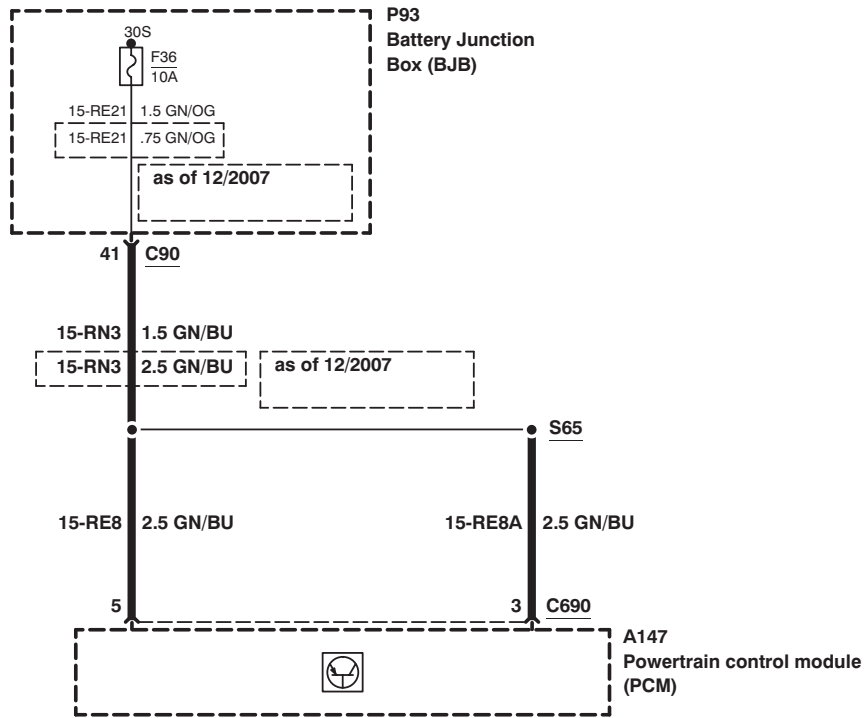 P93
Battery Junction
Box (BJB)
30S
F36
10A
15-RE21 1.5 GN/OG
15-RE21 .75 GN/OG
as of 12/2007
41 C90
15-RN3 1.5 GN/BU
15-RN3 2.5 GN/BU
as of 12/2007
S65
15-RE8 2.5 GN/BU
15-RE8A 2.5 GN/BU
5
3 C690
A147
Powertrain control module
(PCM)